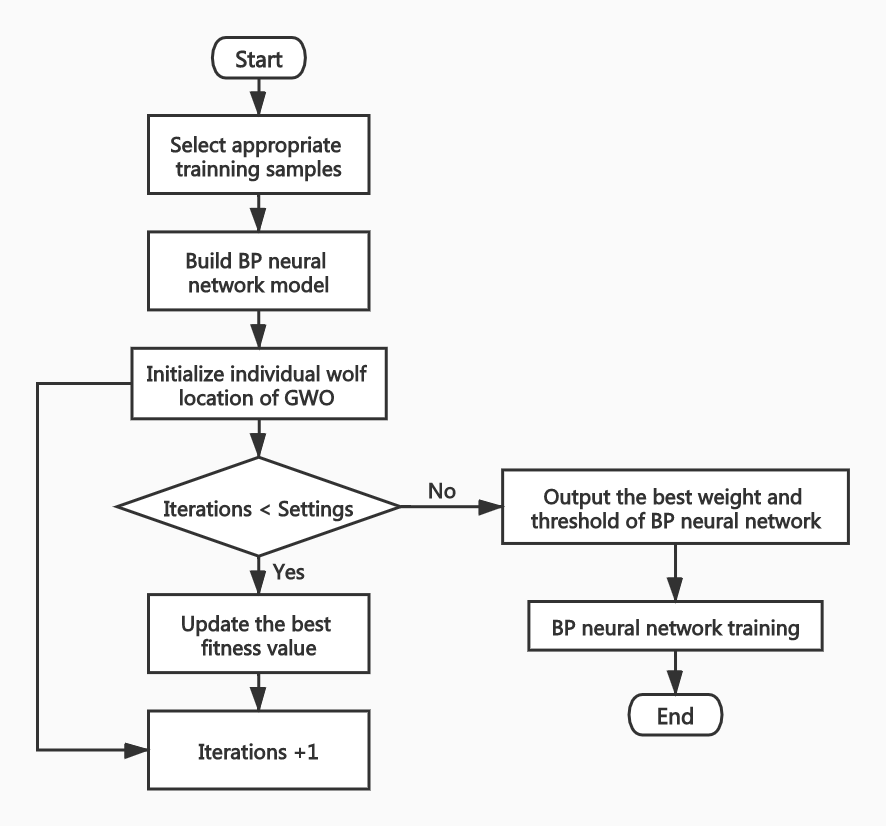 Start
Select appropriate
trainning samples
Build BP neural
network model
Initialize individual wolf
location of GWO
Iterations < Settings
No
Output the best weight and
threshold of BP neural network
Yes
Update the best
fitness value
BP neural network training
End
Iterations +1